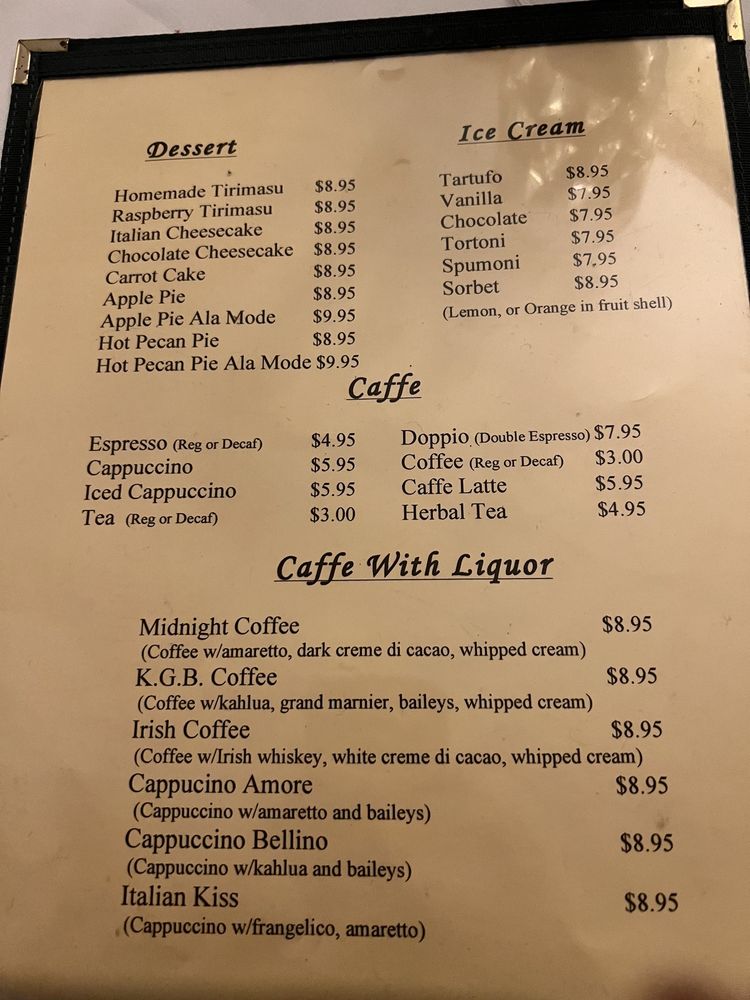 Dessert
Homemade Tirimasu $8.95
Raspberry Tirimasu $8.95
Italian Cheesecake $8.95
Chocolate Cheesecake $8.95
Carrot Cake $8.95
Apple Pie $8.95
Apple Pie Ala Mode $9.95
Hot Pecan Pie $8.95
Hot Pecan Pie Ala Mode $9.95
Ice Cream
Tartufo $8.95
Vanilla $7.95
Chocolate $7.95
Tortoni $7.95
Spumoni $7.95
Sorbet $8.95
(Lemon, or Orange in fruit shell)
Caffe
Espresso (Reg or Decaf) $4.95
Cappuccino $5.95
Iced Cappuccino $5.95
Tea (Reg or Decaf) $3.00
Doppio (Double Espresso) $7.95
Coffee (Reg or Decaf) $3.00
Caffe Latte $5.95
Herbal Tea $4.95
Caffe With Liquor
Midnight Coffee $8.95
(Coffee w/amaretto, dark creme di cacao, whipped cream)
K.G.B. Coffee $8.95
(Coffee w/kahlua, grand marnier, baileys, whipped cream)
Irish Coffee $8.95
(Coffee w/Irish whiskey, white creme di cacao, whipped cream)
Cappucino Amore $8.95
(Cappuccino w/amaretto and baileys)
Cappuccino Bellino $8.95
(Cappuccino w/kahlua and baileys)
Italian Kiss $8.95
(Cappuccino w/frangelico, amaretto)